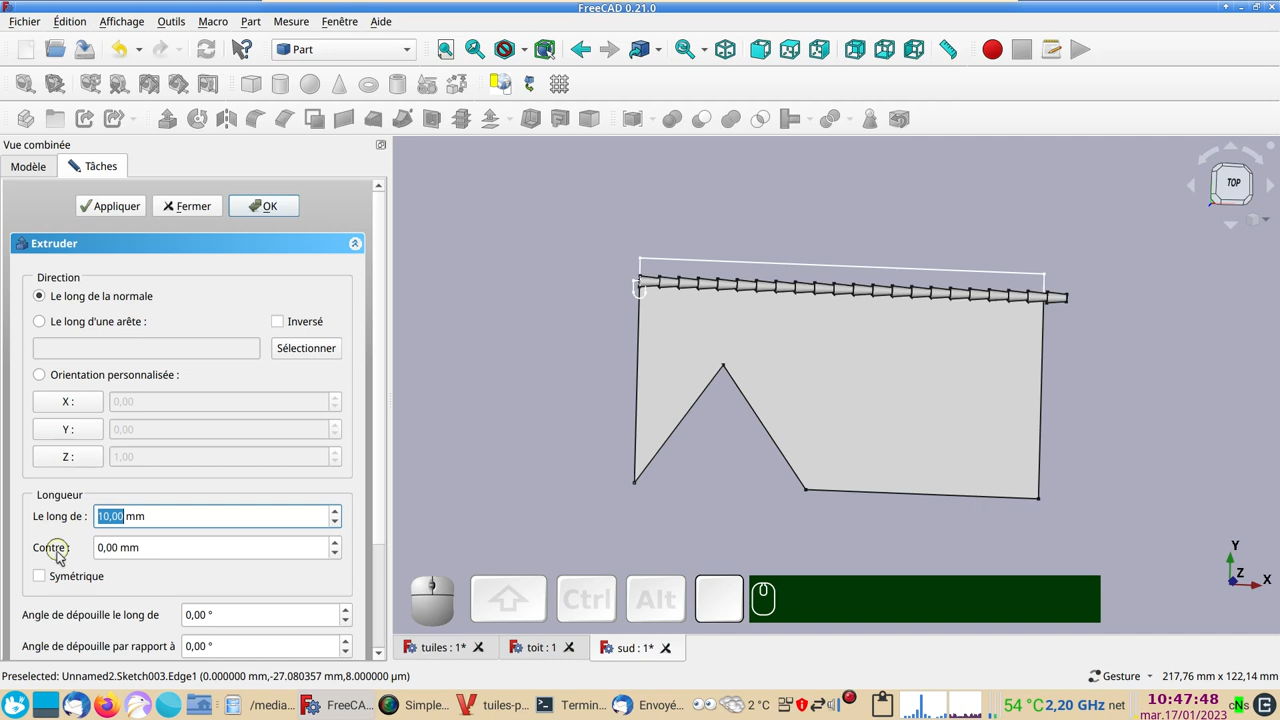 FreeCAD 0.21.0
Fichier Édition Affichage Outils Macro Part Mesure Fenêtre Aide
Part
Vue combinée
Modèle Tâches
Appliquer Fermer OK
Extruder
Direction
Le long de la normale
Le long d'une arête : Inversé
Sélectionner
Orientation personnalisée :
X : 0,00
Y : 0,00
Z : 1,00
Longueur
Le long de : 10,00 mm
Contre : 0,00 mm
Symétrique
Angle de dépouille le long de 0,00 °
Angle de dépouille par rapport à 0,00 °
TOP
Y
Z
X
Ctrl Alt
tuiles : 1* toit : 1 sud : 1*
Preselected: Unnamed2.Sketch003.Edge1 (0.000000 mm,-27.080357 mm,8.000000 µm) Gesture 217,76 mm x 122,14 mm
/media... FreeCA... Simple... tuiles-p... Termin... Envoyé... 2 °C 54 °C 2,20 GHz net 10:47:48
mar.17/01/2023